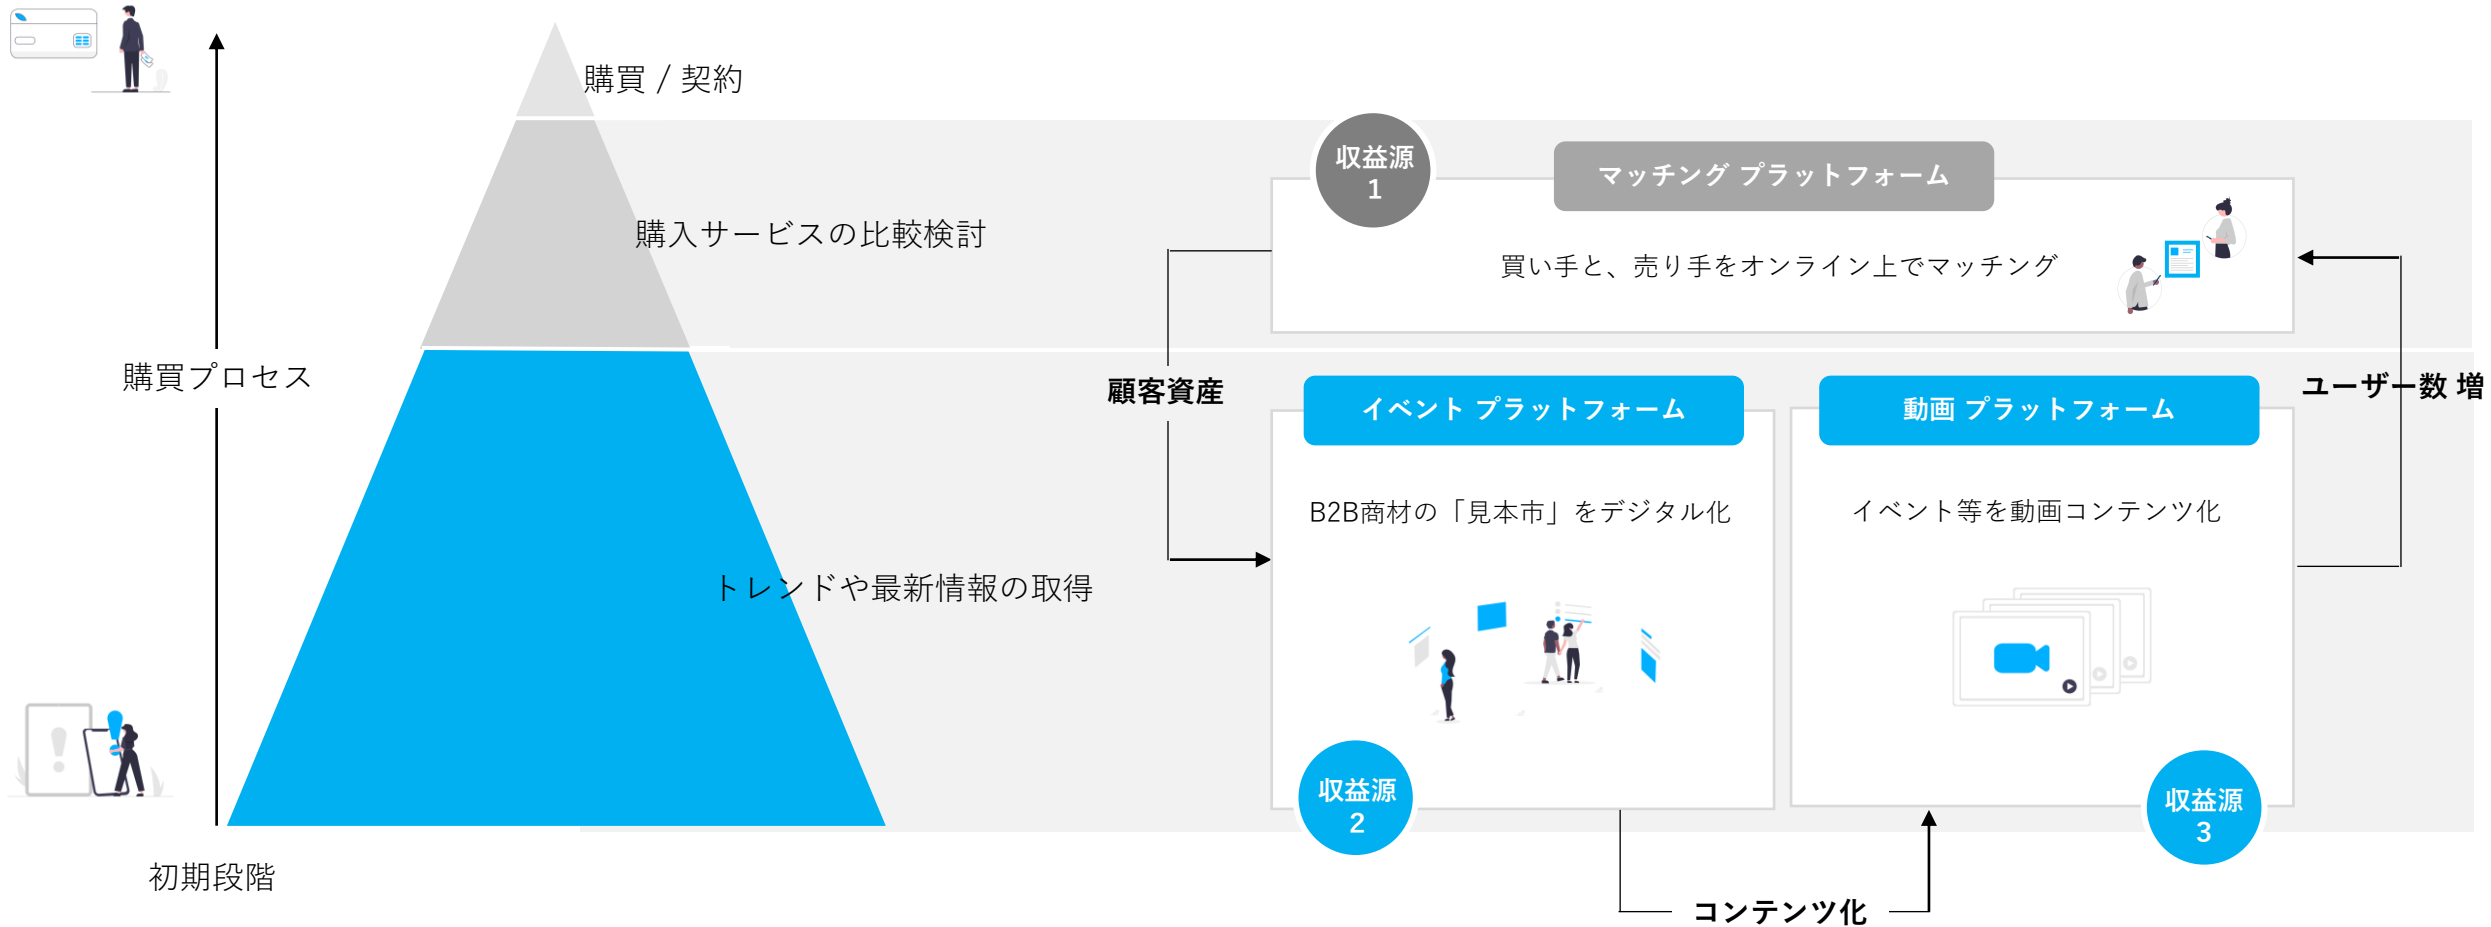 購買 / 契約
収益源
1
マッチング プラットフォーム
購入サービスの比較検討
買い手と、売り手をオンライン上でマッチング
購買プロセス
顧客資産
ユーザー数 増
イベント プラットフォーム
動画 プラットフォーム
B2B商材の「見本市」をデジタル化
イベント等を動画コンテンツ化
トレンドや最新情報の取得
収益源
2
収益源
3
初期段階
コンテンツ化